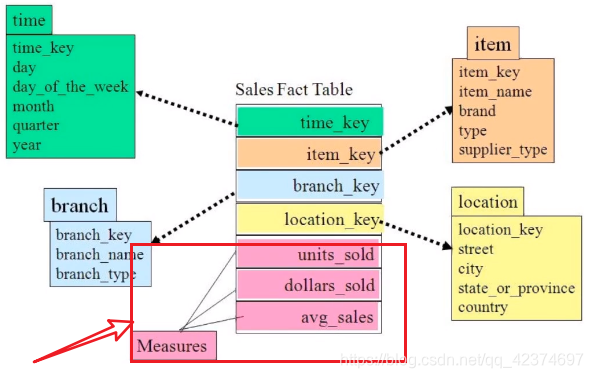 time
time_key
day
day_of_the_week
month
quarter
year
item
item_key
item_name
brand
type
supplier_type
Sales Fact Table
time_key
item_key
branch_key
location_key
units_sold
dollars_sold
avg_sales
branch
branch_key
branch_name
branch_type
location
location_key
street
city
state_or_province
country
Measures
https://blog.csdn.net/qq_42374697